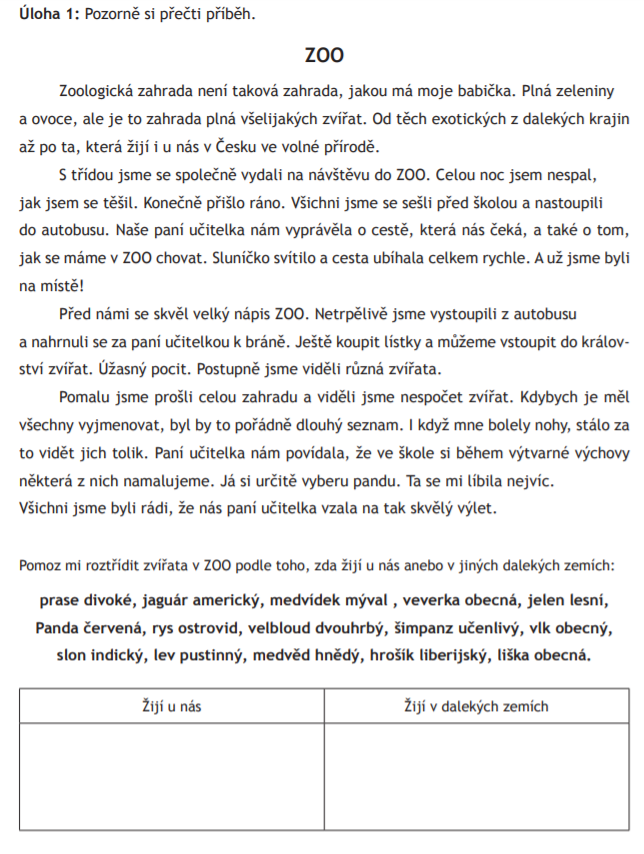 Úloha 1: Pozorně si přečti příběh.
ZOO
Zoologická zahrada není taková zahrada, jakou má moje babička. Plná zeleniny
a ovoce, ale je to zahrada plná všelijakých zvířat. Od těch exotických z dalekých krajin
až po ta, která žijí i u nás v Česku ve volné přírodě.
S třídou jsme se společně vydali na návštěvu do ZOO. Celou noc jsem nespal,
jak jsem se těšil. Konečně přišlo ráno. Všichni jsme se sešli před školou a nastoupili
do autobusu. Naše paní učitelka nám vyprávěla o cestě, která nás čeká, a také o tom,
jak se máme v ZOO chovat. Sluníčko svítilo a cesta ubíhala celkem rychle. A už jsme byli
na místě!
Před námi se skvěl velký nápis ZOO. Netrpělivě jsme vystoupili z autobusu
a nahrnuli se za paní učitelkou k bráně. Ještě koupit lístky a můžeme vstoupit do králov-
ství zvířat. Úžasný pocit. Postupně jsme viděli různá zvířata.
Pomalu jsme prošli celou zahradu a viděli jsme nespočet zvířat. Kdybych je měl
všechny vyjmenovat, byl by to pořádně dlouhý seznam. I když mne bolely nohy, stálo za
to vidět jich tolik. Paní učitelka nám povídala, že ve škole si během výtvarné výchovy
některá z nich namalujeme. Já si určitě vyberu pandu. Ta se mi líbila nejvíc.
Všichni jsme byli rádi, že nás paní učitelka vzala na tak skvělý výlet.
Pomoz mi roztřídit zvířata v ZOO podle toho, zda žijí u nás anebo v jiných dalekých zemích:
prase divoké, jaguár americký, medvídek mýval , veverka obecná, jelen lesní,
Panda červená, rys ostrovid, velbloud dvouhrbý, šimpanz učenlivý, vlk obecný,
slon indický, lev pustinný, medvěd hnědý, hrošík liberijský, liška obecná.
Žijí u nás
Žijí v dalekých zemích